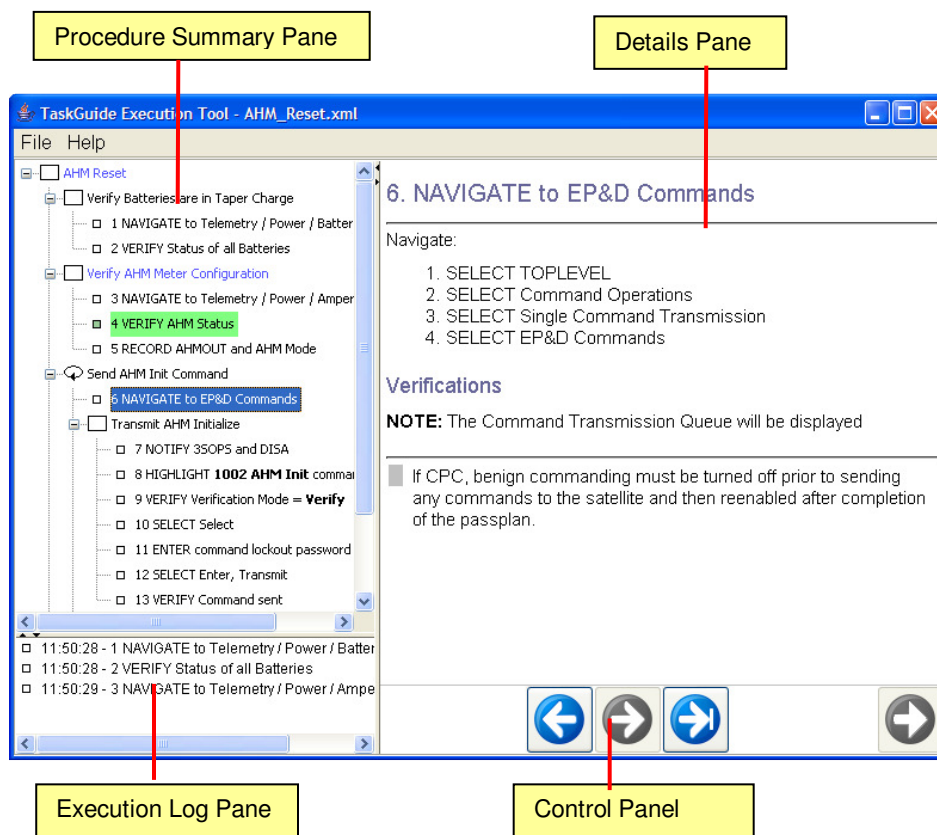 Procedure Summary Pane
Details Pane
TaskGuide Execution Tool - AHM_Reset.xml
File Help
AHM Reset
Verify Batteries are in Taper Charge
1 NAVIGATE to Telemetry / Power / Batter
2 VERIFY Status of all Batteries
Verify AHM Meter Configuration
3 NAVIGATE to Telemetry / Power / Amper
4 VERIFY AHM Status
5 RECORD AHMOUT and AHM Mode
Send AHM Init Command
6 NAVIGATE to EP&D Commands
Transmit AHM Initialize
7 NOTIFY 3SOPS and DISA
8 HIGHLIGHT 1002 AHM Init comma
9 VERIFY Verification Mode = Verify
10 SELECT Select
11 ENTER command lockout password
12 SELECT Enter, Transmit
13 VERIFY Command sent
11:50:28 - 1 NAVIGATE to Telemetry / Power / Batter
11:50:28 - 2 VERIFY Status of all Batteries
11:50:29 - 3 NAVIGATE to Telemetry / Power / Ampe
6. NAVIGATE to EP&D Commands
Navigate:
1. SELECT TOPLEVEL
2. SELECT Command Operations
3. SELECT Single Command Transmission
4. SELECT EP&D Commands
Verifications
NOTE: The Command Transmission Queue will be displayed
If CPC, benign commanding must be turned off prior to sending
any commands to the satellite and then reenabled after completion
of the passplan.
Execution Log Pane
Control Panel